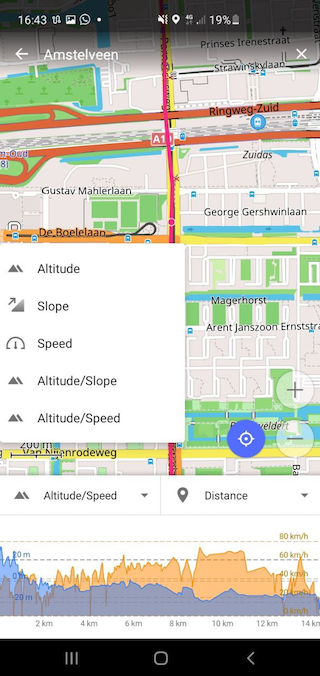 16:43
4G
19%
Amstelveen
Prinses Irenestraat
Strawinskylaan
Ringweg-Zuid
A10
Zuidas
Gustav Mahlerlaan
George Gershwinlaan
De Boelelaan
Altitude
Magerhorst
Slope
Arent Janszoon Ernststra
Speed
Altitude/Slope
Altitude/Speed
200 m
Van Nijenrodeweg
Altitude/Speed
Distance
80 km/h
20 m
60 km/h
0 m
40 km/h
-20 m
20 km/h
0 km/h
2 km 4 km 6 km 8 km 10 km 12 km 14 km